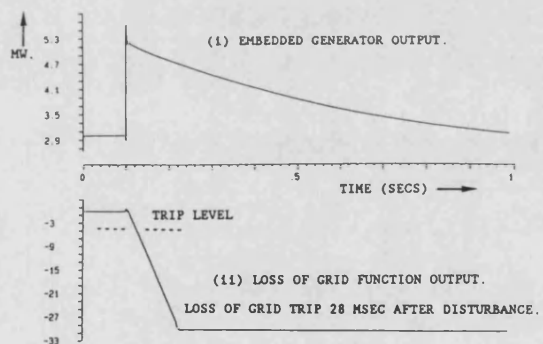 5.3
(i) EMBEDDED GENERATOR OUTPUT.
MW.
4.7
4.1
3.5
2.9
0
.5
1
TIME (SECS)
-3
TRIP LEVEL
-9
-15
(ii) LOSS OF GRID FUNCTION OUTPUT.
-21
LOSS OF GRID TRIP 28 MSEC AFTER DISTURBANCE.
-27
-33